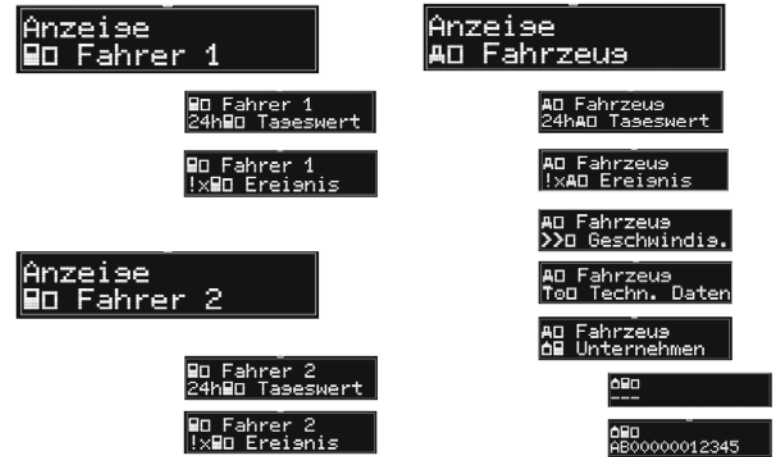 Anzeige
Fahrer 1
Fahrer 1
24h Tageswert
Fahrer 1
!x Ereignis
Anzeige
Fahrer 2
Fahrer 2
24h Tageswert
Fahrer 2
!x Ereignis
Anzeige
Fahrzeug
Fahrzeug
24h Tageswert
Fahrzeug
!x Ereignis
Fahrzeug
>> Geschwindig.
Fahrzeug
Techn. Daten
Fahrzeug
Unternehmen
---
AB00000012345